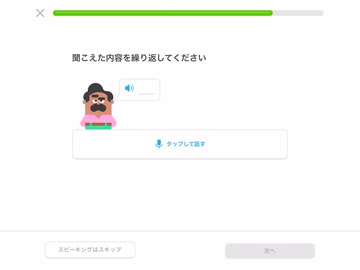 聞こえた内容を繰り返してください
タップして話す
スピーキングはスキップ
次へ